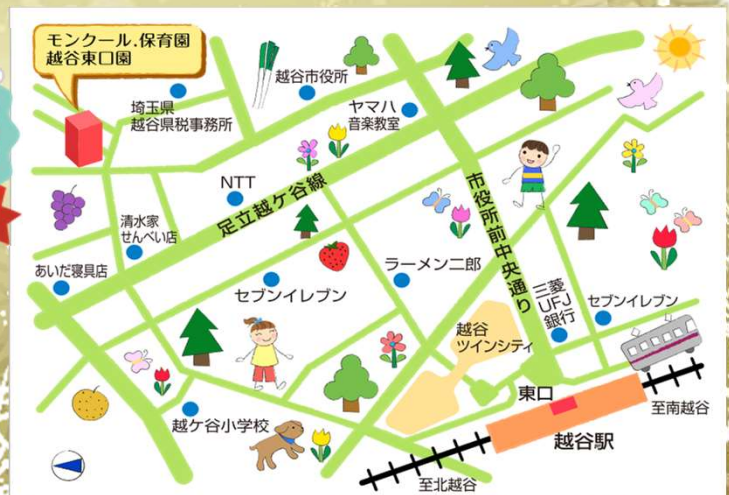 モンクール.保育園
越谷東口園
埼玉県
越谷県税事務所
越谷市役所
ヤマハ
音楽教室
NTT
足立越ケ谷線
清水家
せんべい店
あいだ寝具店
セブンイレブン
ラーメン二郎
市役所前中央通り
三菱
UFJ
銀行
セブンイレブン
越谷
ツインシティ
越ケ谷小学校
東口
越谷駅
至南越谷
至北越谷